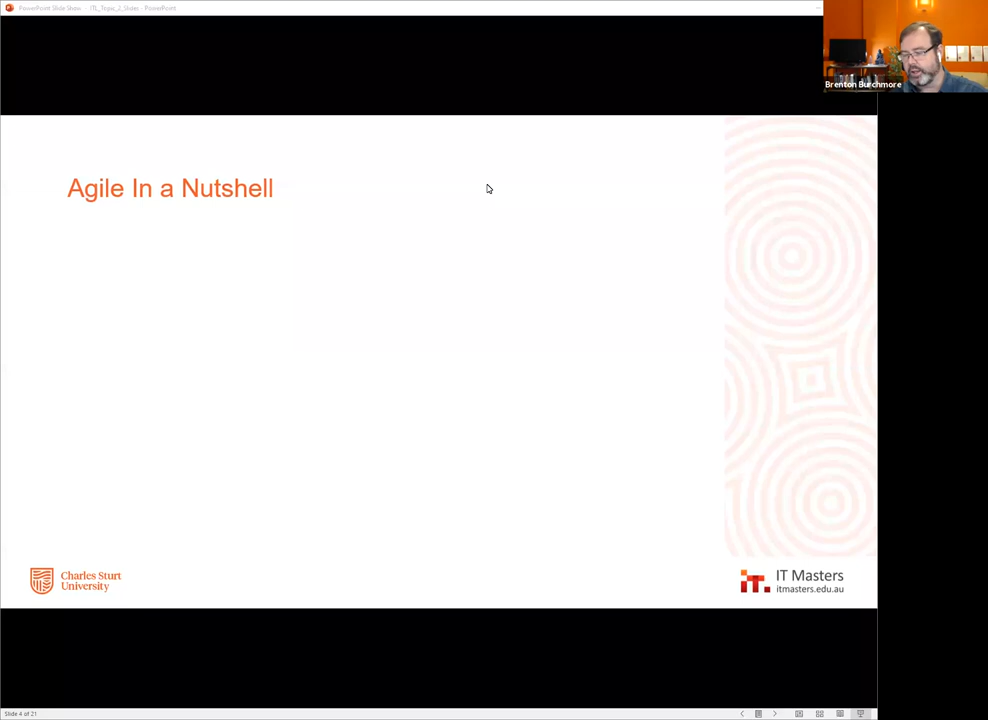 PowerPoint Slide Show - ITL_Topic_2_Slides - PowerPoint
Brenton Burchmore
Agile In a Nutshell
Charles Sturt
University
IT Masters
itmasters.edu.au
Slide 4 of 21